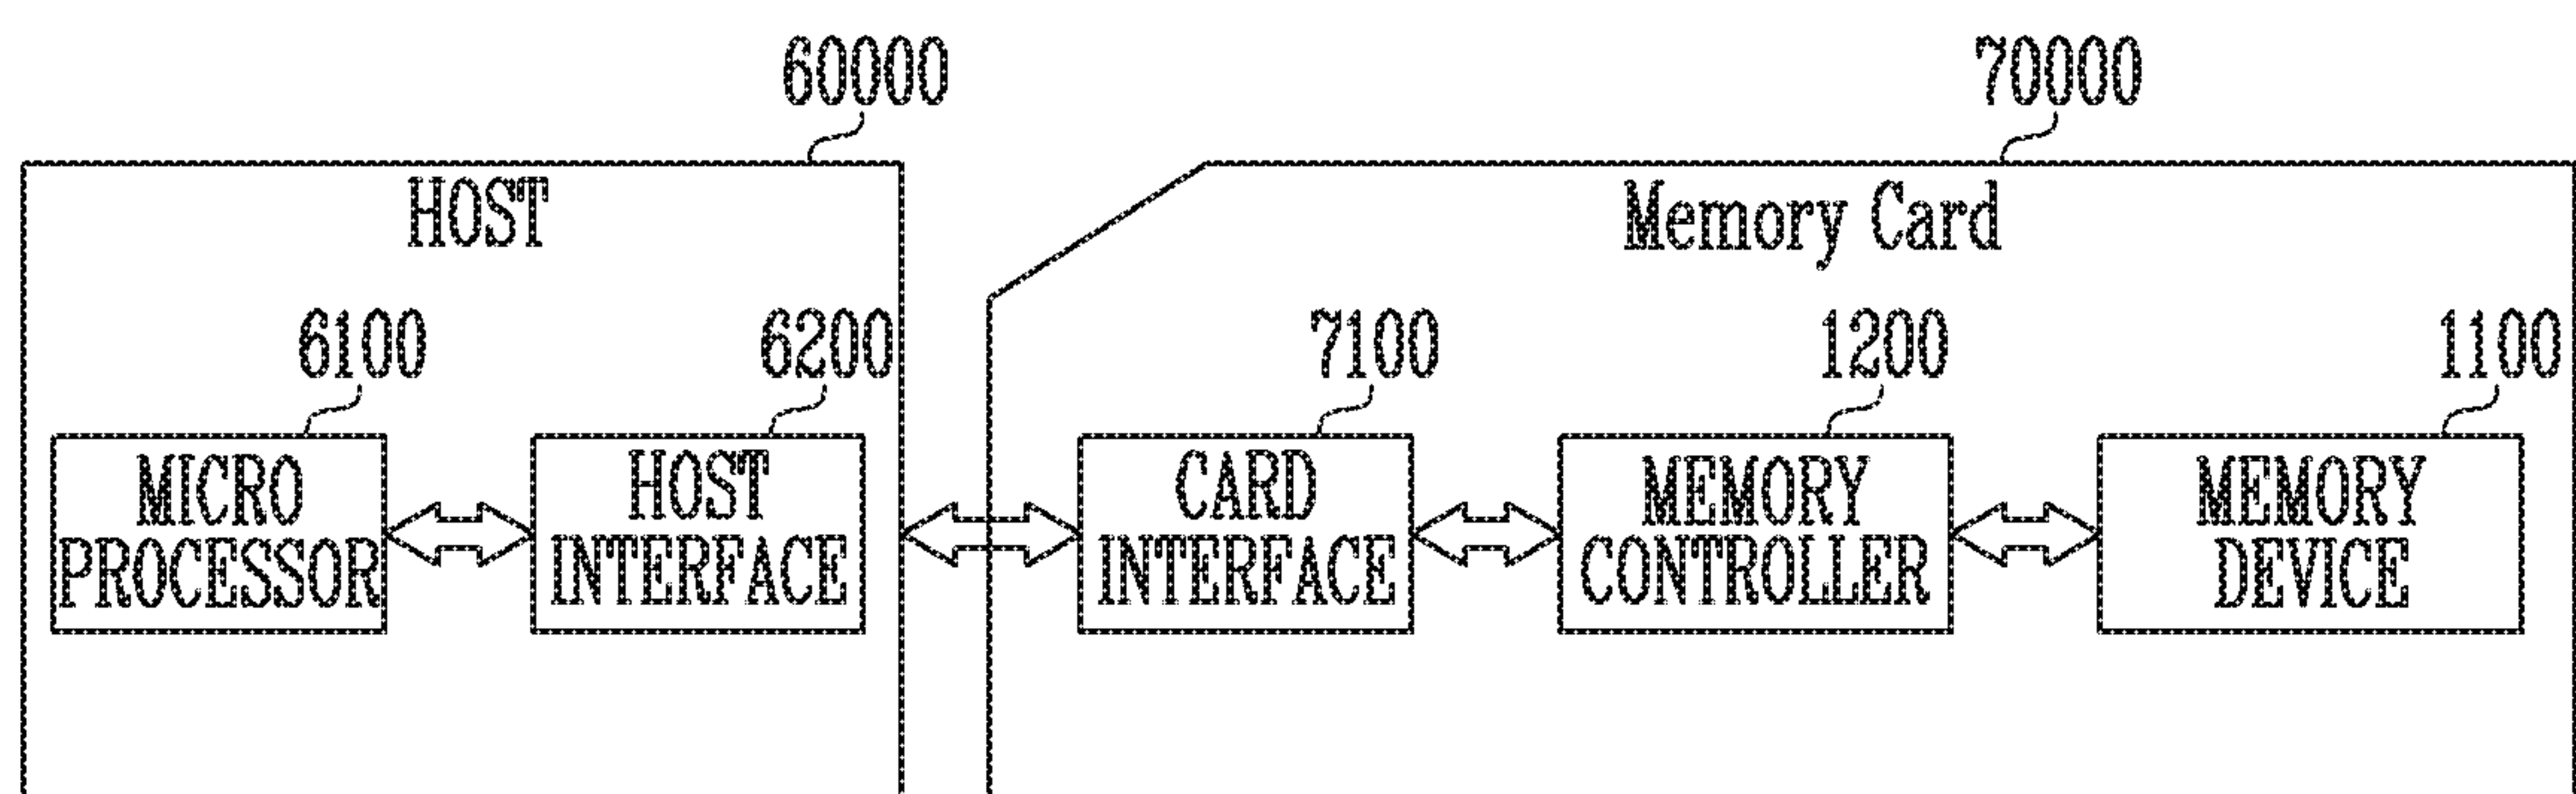 60000
70000
HOST
Memory Card
6100
6200
7100
1200
1100
MICRO
PROCESSOR
HOST
INTERFACE
CARD
INTERFACE
MEMORY
CONTROLLER
MEMORY
DEVICE